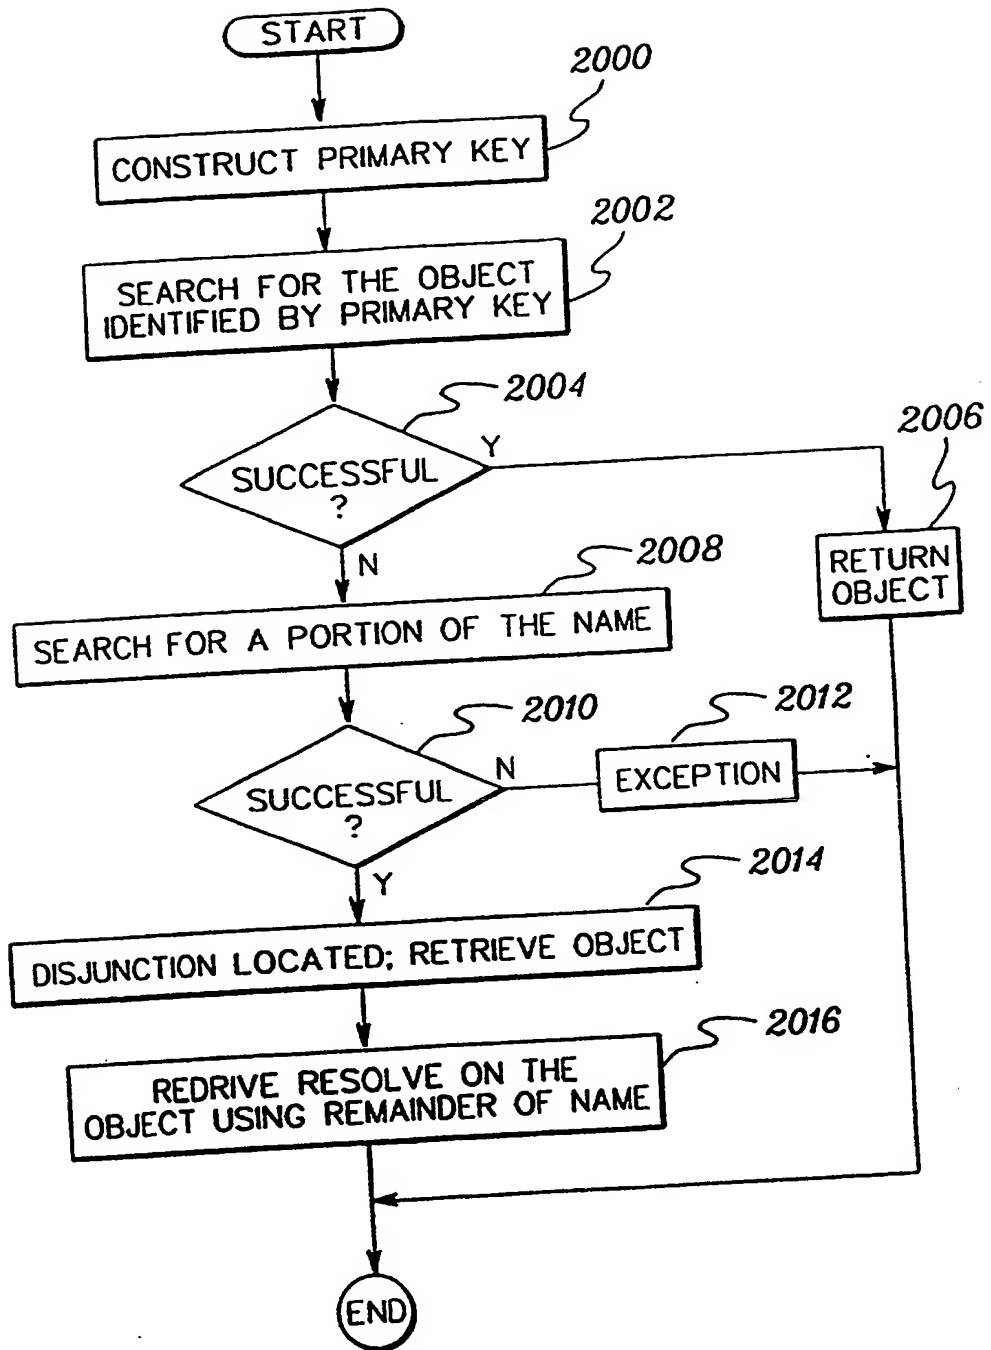 START
2000
CONSTRUCT PRIMARY KEY
2002
SEARCH FOR THE OBJECT
IDENTIFIED BY PRIMARY KEY
2004
SUCCESSFUL
?
Y
N
2006
RETURN
OBJECT
2008
SEARCH FOR A PORTION OF THE NAME
2010
SUCCESSFUL
?
N
Y
2012
EXCEPTION
2014
DISJUNCTION LOCATED; RETRIEVE OBJECT
2016
REDRIVE RESOLVE ON THE
OBJECT USING REMAINDER OF NAME
END